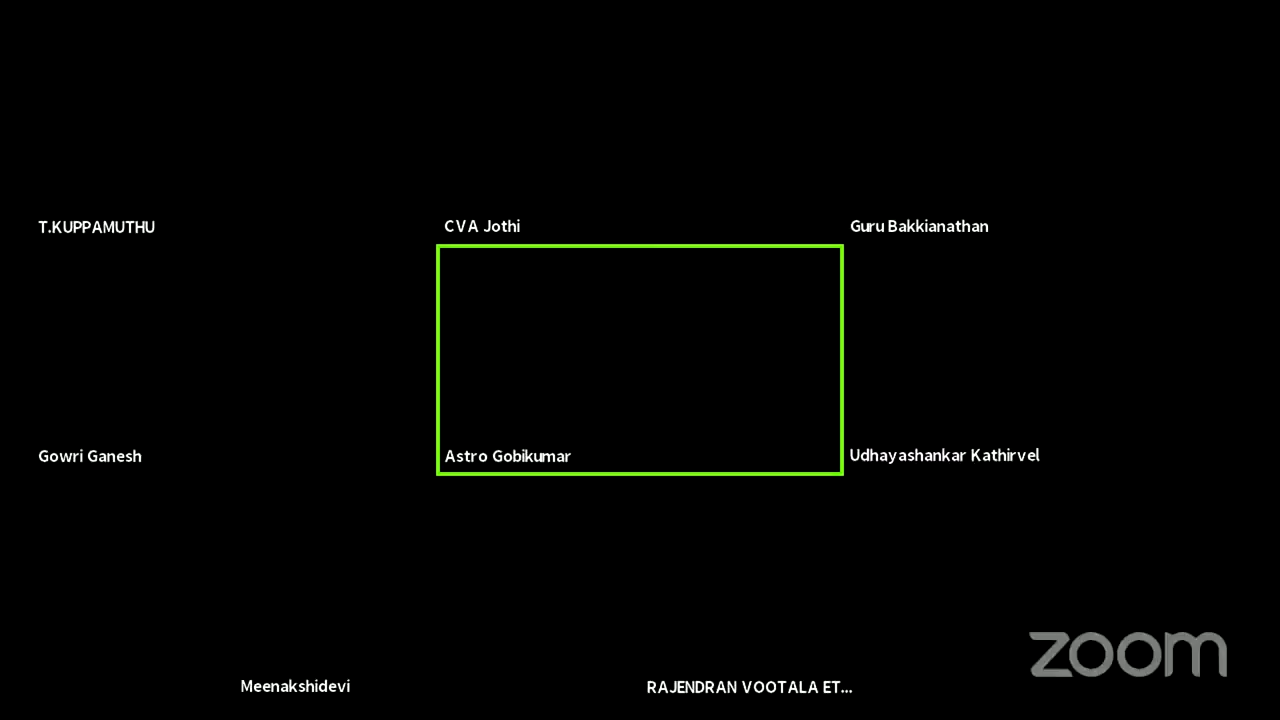 T.KUPPAMUTHU
CVA Jothi
Guru Bakkianathan
Gowri Ganesh
Astro Gobikumar
Udhayashankar Kathirvel
zoom
Meenakshidevi
RAJENDRAN VOOTALA ET...